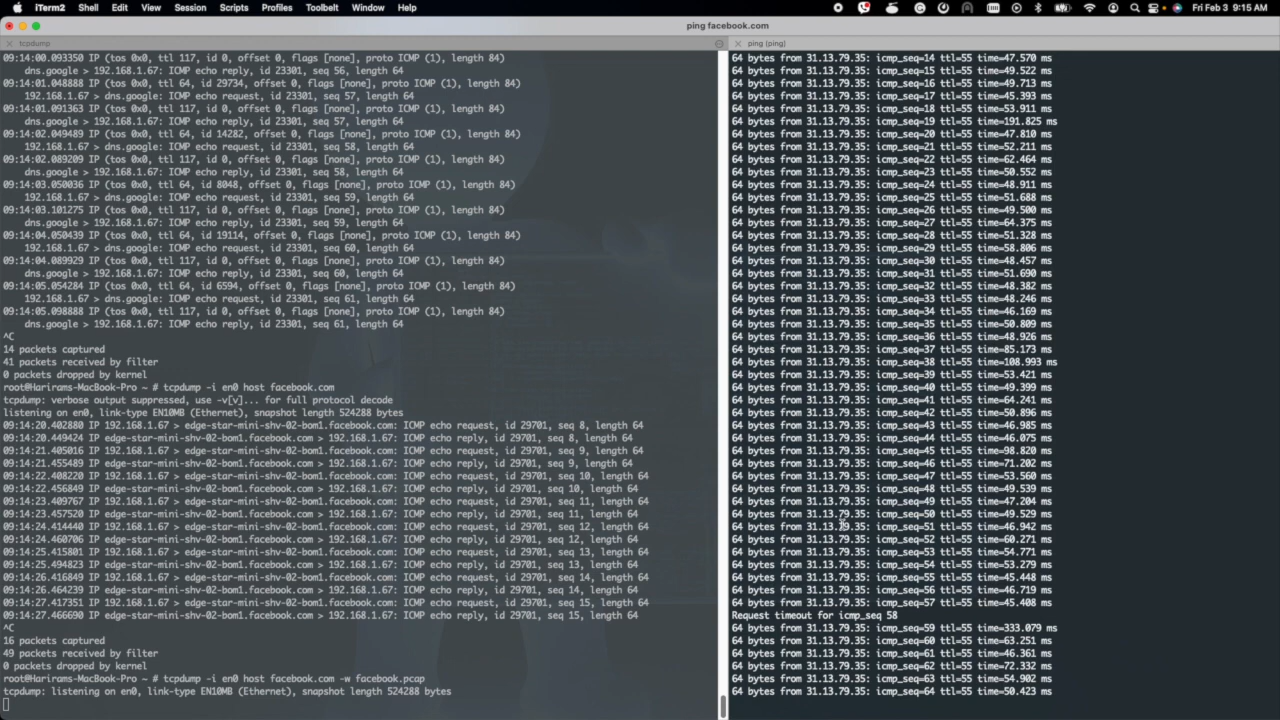 iTerm2 Shell Edit View Session Scripts Profiles Toolbelt Window Help Fri Feb 3 9:15 AM
ping facebook.com
tcpdump
09:14:00.093350 IP (tos 0x0, ttl 117, id 0, offset 0, flags [none], proto ICMP (1), length 84)
dns.google > 192.168.1.67: ICMP echo reply, id 23301, seq 56, length 64
09:14:01.048888 IP (tos 0x0, ttl 64, id 29734, offset 0, flags [none], proto ICMP (1), length 84)
192.168.1.67 > dns.google: ICMP echo request, id 23301, seq 57, length 64
09:14:01.091363 IP (tos 0x0, ttl 117, id 0, offset 0, flags [none], proto ICMP (1), length 84)
dns.google > 192.168.1.67: ICMP echo reply, id 23301, seq 57, length 64
09:14:02.049489 IP (tos 0x0, ttl 64, id 14282, offset 0, flags [none], proto ICMP (1), length 84)
192.168.1.67 > dns.google: ICMP echo request, id 23301, seq 58, length 64
09:14:02.089209 IP (tos 0x0, ttl 117, id 0, offset 0, flags [none], proto ICMP (1), length 84)
dns.google > 192.168.1.67: ICMP echo reply, id 23301, seq 58, length 64
09:14:03.050036 IP (tos 0x0, ttl 64, id 8048, offset 0, flags [none], proto ICMP (1), length 84)
192.168.1.67 > dns.google: ICMP echo request, id 23301, seq 59, length 64
09:14:03.101275 IP (tos 0x0, ttl 117, id 0, offset 0, flags [none], proto ICMP (1), length 84)
dns.google > 192.168.1.67: ICMP echo reply, id 23301, seq 59, length 64
09:14:04.050439 IP (tos 0x0, ttl 64, id 19114, offset 0, flags [none], proto ICMP (1), length 84)
192.168.1.67 > dns.google: ICMP echo request, id 23301, seq 60, length 64
09:14:04.089929 IP (tos 0x0, ttl 117, id 0, offset 0, flags [none], proto ICMP (1), length 84)
dns.google > 192.168.1.67: ICMP echo reply, id 23301, seq 60, length 64
09:14:05.054284 IP (tos 0x0, ttl 64, id 6594, offset 0, flags [none], proto ICMP (1), length 84)
192.168.1.67 > dns.google: ICMP echo request, id 23301, seq 61, length 64
09:14:05.098888 IP (tos 0x0, ttl 117, id 0, offset 0, flags [none], proto ICMP (1), length 84)
dns.google > 192.168.1.67: ICMP echo reply, id 23301, seq 61, length 64
^C
14 packets captured
41 packets received by filter
0 packets dropped by kernel
root@Harirams-MacBook-Pro ~ # tcpdump -i en0 host facebook.com
tcpdump: verbose output suppressed, use -v[v]... for full protocol decode
listening on en0, link-type EN10MB (Ethernet), snapshot length 524288 bytes
09:14:20.402880 IP 192.168.1.67 > edge-star-mini-shv-02-bom1.facebook.com: ICMP echo request, id 29701, seq 8, length 64
09:14:20.449424 IP edge-star-mini-shv-02-bom1.facebook.com > 192.168.1.67: ICMP echo reply, id 29701, seq 8, length 64
09:14:21.405016 IP 192.168.1.67 > edge-star-mini-shv-02-bom1.facebook.com: ICMP echo request, id 29701, seq 9, length 64
09:14:21.455489 IP edge-star-mini-shv-02-bom1.facebook.com > 192.168.1.67: ICMP echo reply, id 29701, seq 9, length 64
09:14:22.408220 IP 192.168.1.67 > edge-star-mini-shv-02-bom1.facebook.com: ICMP echo request, id 29701, seq 10, length 64
09:14:22.456849 IP edge-star-mini-shv-02-bom1.facebook.com > 192.168.1.67: ICMP echo reply, id 29701, seq 10, length 64
09:14:23.409767 IP 192.168.1.67 > edge-star-mini-shv-02-bom1.facebook.com: ICMP echo request, id 29701, seq 11, length 64
09:14:23.457520 IP edge-star-mini-shv-02-bom1.facebook.com > 192.168.1.67: ICMP echo reply, id 29701, seq 11, length 64
09:14:24.414440 IP 192.168.1.67 > edge-star-mini-shv-02-bom1.facebook.com: ICMP echo request, id 29701, seq 12, length 64
09:14:24.460706 IP edge-star-mini-shv-02-bom1.facebook.com > 192.168.1.67: ICMP echo reply, id 29701, seq 12, length 64
09:14:25.415801 IP 192.168.1.67 > edge-star-mini-shv-02-bom1.facebook.com: ICMP echo request, id 29701, seq 13, length 64
09:14:25.494823 IP edge-star-mini-shv-02-bom1.facebook.com > 192.168.1.67: ICMP echo reply, id 29701, seq 13, length 64
09:14:26.416849 IP 192.168.1.67 > edge-star-mini-shv-02-bom1.facebook.com: ICMP echo request, id 29701, seq 14, length 64
09:14:26.464239 IP edge-star-mini-shv-02-bom1.facebook.com > 192.168.1.67: ICMP echo reply, id 29701, seq 14, length 64
09:14:27.417351 IP 192.168.1.67 > edge-star-mini-shv-02-bom1.facebook.com: ICMP echo request, id 29701, seq 15, length 64
09:14:27.466690 IP edge-star-mini-shv-02-bom1.facebook.com > 192.168.1.67: ICMP echo reply, id 29701, seq 15, length 64
^C
16 packets captured
49 packets received by filter
0 packets dropped by kernel
root@Harirams-MacBook-Pro ~ # tcpdump -i en0 host facebook.com -w facebook.pcap
tcpdump: listening on en0, link-type EN10MB (Ethernet), snapshot length 524288 bytes
ping (ping)
64 bytes from 31.13.79.35: icmp_seq=14 ttl=55 time=47.570 ms
64 bytes from 31.13.79.35: icmp_seq=15 ttl=55 time=49.522 ms
64 bytes from 31.13.79.35: icmp_seq=16 ttl=55 time=49.713 ms
64 bytes from 31.13.79.35: icmp_seq=17 ttl=55 time=45.393 ms
64 bytes from 31.13.79.35: icmp_seq=18 ttl=55 time=53.911 ms
64 bytes from 31.13.79.35: icmp_seq=19 ttl=55 time=191.825 ms
64 bytes from 31.13.79.35: icmp_seq=20 ttl=55 time=47.810 ms
64 bytes from 31.13.79.35: icmp_seq=21 ttl=55 time=52.211 ms
64 bytes from 31.13.79.35: icmp_seq=22 ttl=55 time=62.464 ms
64 bytes from 31.13.79.35: icmp_seq=23 ttl=55 time=50.552 ms
64 bytes from 31.13.79.35: icmp_seq=24 ttl=55 time=48.911 ms
64 bytes from 31.13.79.35: icmp_seq=25 ttl=55 time=51.688 ms
64 bytes from 31.13.79.35: icmp_seq=26 ttl=55 time=49.500 ms
64 bytes from 31.13.79.35: icmp_seq=27 ttl=55 time=64.375 ms
64 bytes from 31.13.79.35: icmp_seq=28 ttl=55 time=51.328 ms
64 bytes from 31.13.79.35: icmp_seq=29 ttl=55 time=58.806 ms
64 bytes from 31.13.79.35: icmp_seq=30 ttl=55 time=48.457 ms
64 bytes from 31.13.79.35: icmp_seq=31 ttl=55 time=51.690 ms
64 bytes from 31.13.79.35: icmp_seq=32 ttl=55 time=48.382 ms
64 bytes from 31.13.79.35: icmp_seq=33 ttl=55 time=48.246 ms
64 bytes from 31.13.79.35: icmp_seq=34 ttl=55 time=46.169 ms
64 bytes from 31.13.79.35: icmp_seq=35 ttl=55 time=50.809 ms
64 bytes from 31.13.79.35: icmp_seq=36 ttl=55 time=48.926 ms
64 bytes from 31.13.79.35: icmp_seq=37 ttl=55 time=85.173 ms
64 bytes from 31.13.79.35: icmp_seq=38 ttl=55 time=108.993 ms
64 bytes from 31.13.79.35: icmp_seq=39 ttl=55 time=53.421 ms
64 bytes from 31.13.79.35: icmp_seq=40 ttl=55 time=49.399 ms
64 bytes from 31.13.79.35: icmp_seq=41 ttl=55 time=64.241 ms
64 bytes from 31.13.79.35: icmp_seq=42 ttl=55 time=50.896 ms
64 bytes from 31.13.79.35: icmp_seq=43 ttl=55 time=46.985 ms
64 bytes from 31.13.79.35: icmp_seq=44 ttl=55 time=46.075 ms
64 bytes from 31.13.79.35: icmp_seq=45 ttl=55 time=98.820 ms
64 bytes from 31.13.79.35: icmp_seq=46 ttl=55 time=71.202 ms
64 bytes from 31.13.79.35: icmp_seq=47 ttl=55 time=53.560 ms
64 bytes from 31.13.79.35: icmp_seq=48 ttl=55 time=49.539 ms
64 bytes from 31.13.79.35: icmp_seq=49 ttl=55 time=47.204 ms
64 bytes from 31.13.79.35: icmp_seq=50 ttl=55 time=49.529 ms
64 bytes from 31.13.79.35: icmp_seq=51 ttl=55 time=46.942 ms
64 bytes from 31.13.79.35: icmp_seq=52 ttl=55 time=60.271 ms
64 bytes from 31.13.79.35: icmp_seq=53 ttl=55 time=54.771 ms
64 bytes from 31.13.79.35: icmp_seq=54 ttl=55 time=53.279 ms
64 bytes from 31.13.79.35: icmp_seq=55 ttl=55 time=45.448 ms
64 bytes from 31.13.79.35: icmp_seq=56 ttl=55 time=46.719 ms
64 bytes from 31.13.79.35: icmp_seq=57 ttl=55 time=45.408 ms
Request timeout for icmp_seq 58
64 bytes from 31.13.79.35: icmp_seq=59 ttl=55 time=333.079 ms
64 bytes from 31.13.79.35: icmp_seq=60 ttl=55 time=63.251 ms
64 bytes from 31.13.79.35: icmp_seq=61 ttl=55 time=46.361 ms
64 bytes from 31.13.79.35: icmp_seq=62 ttl=55 time=72.332 ms
64 bytes from 31.13.79.35: icmp_seq=63 ttl=55 time=54.902 ms
64 bytes from 31.13.79.35: icmp_seq=64 ttl=55 time=50.423 ms